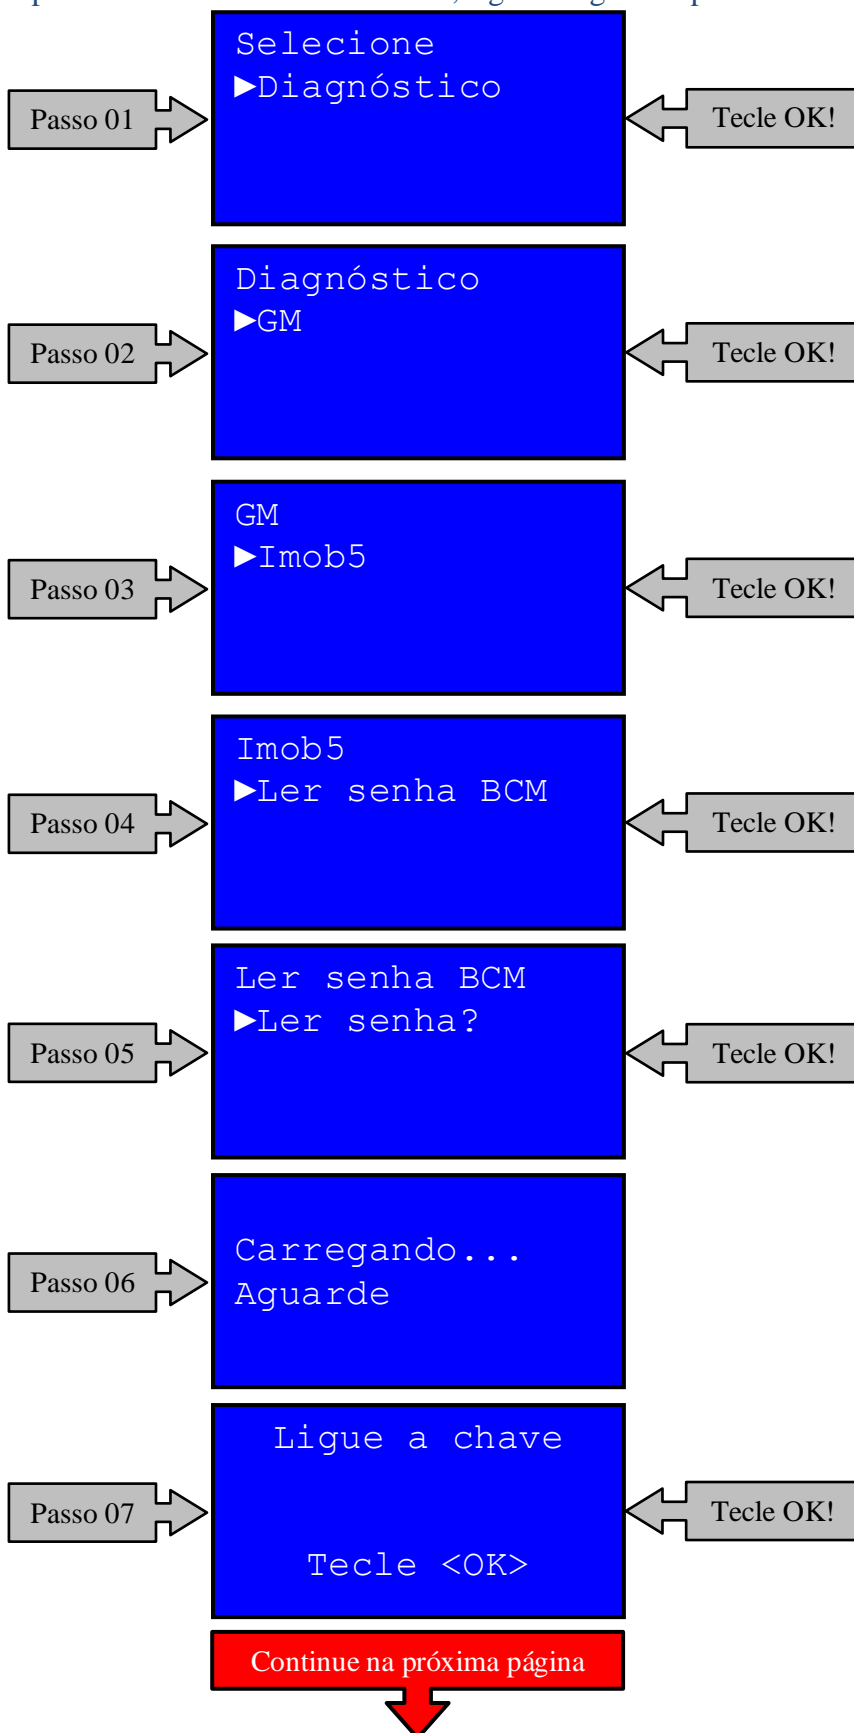 Selecione
►Diagnóstico
Passo 01
Tecle OK!
Diagnóstico
►GM
Passo 02
Tecle OK!
GM
►Imob5
Passo 03
Tecle OK!
Imob5
►Ler senha BCM
Passo 04
Tecle OK!
Ler senha BCM
►Ler senha?
Passo 05
Tecle OK!
Carregando...
Aguarde
Passo 06
Ligue a chave
Passo 07
Tecle OK!
Tecle <OK>
Continue na próxima página